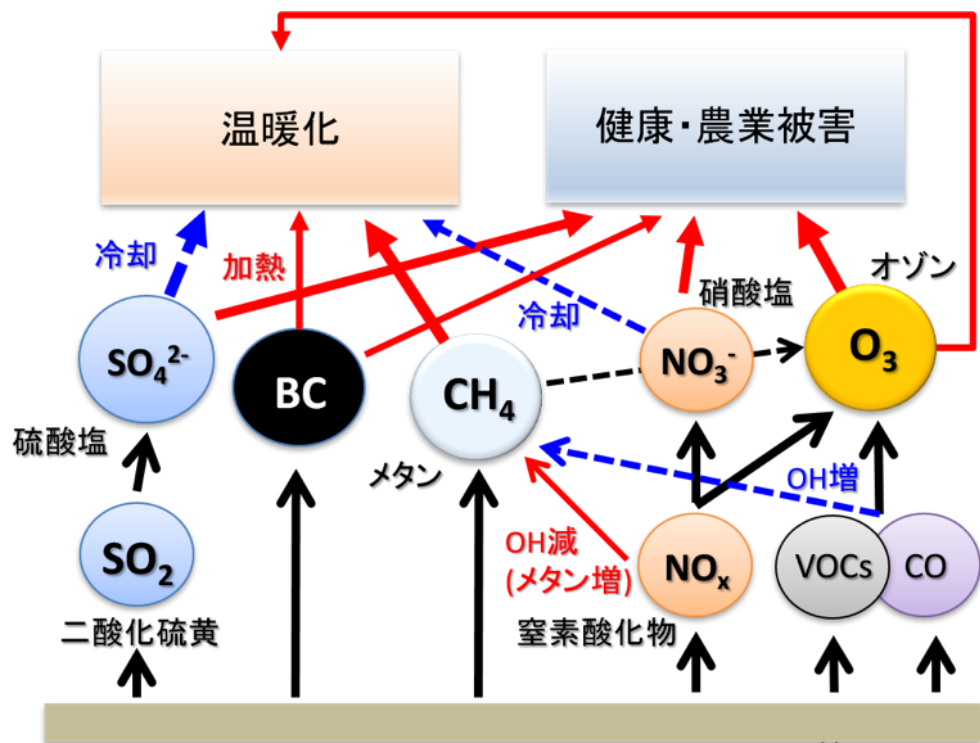 温暖化
健康・農業被害
冷却
加熱
冷却
硝酸塩
オゾン
SO₄²⁻
BC
CH₄
NO₃⁻
O₃
硫酸塩
メタン
OH増
SO₂
OH減
(メタン増)
NOₓ
VOCs
CO
二酸化硫黄
窒素酸化物